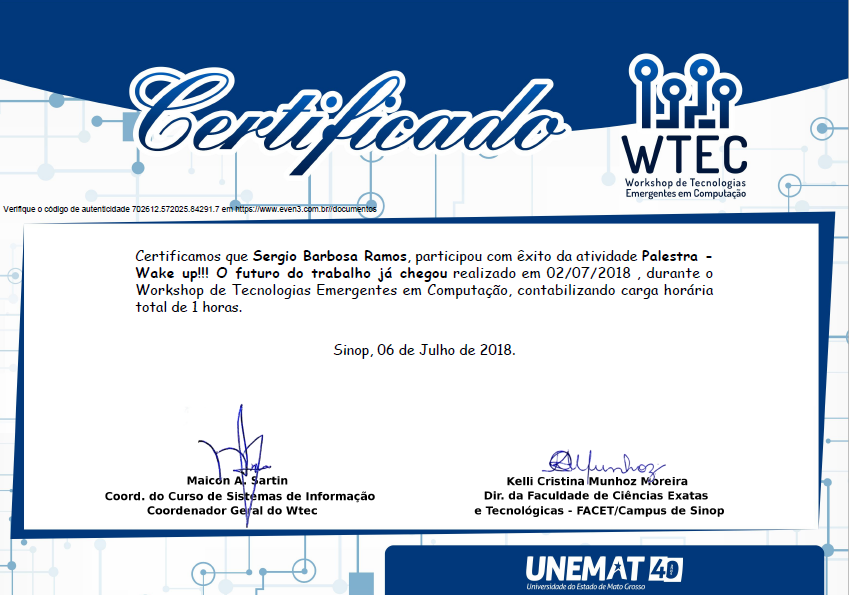 Certificado
WTEC
Workshop de Tecnologias
Emergentes em Computação
Verifique o código de autenticidade 702612.572025.84291.7 em https://www.even3.com.br//documentos
Certificamos que Sergio Barbosa Ramos, participou com êxito da atividade Palestra -
Wake up!!! O futuro do trabalho já chegou realizado em 02/07/2018 , durante o
Workshop de Tecnologias Emergentes em Computação, contabilizando carga horária
total de 1 horas.
Sinop, 06 de Julho de 2018.
Maicon A. Sartin
Coord. do Curso de Sistemas de Informação
Coordenador Geral do Wtec
Kelli Cristina Munhoz Moreira
Dir. da Faculdade de Ciências Exatas
e Tecnológicas - FACET/Campus de Sinop
UNEMAT 40
Universidade do Estado de Mato Grosso